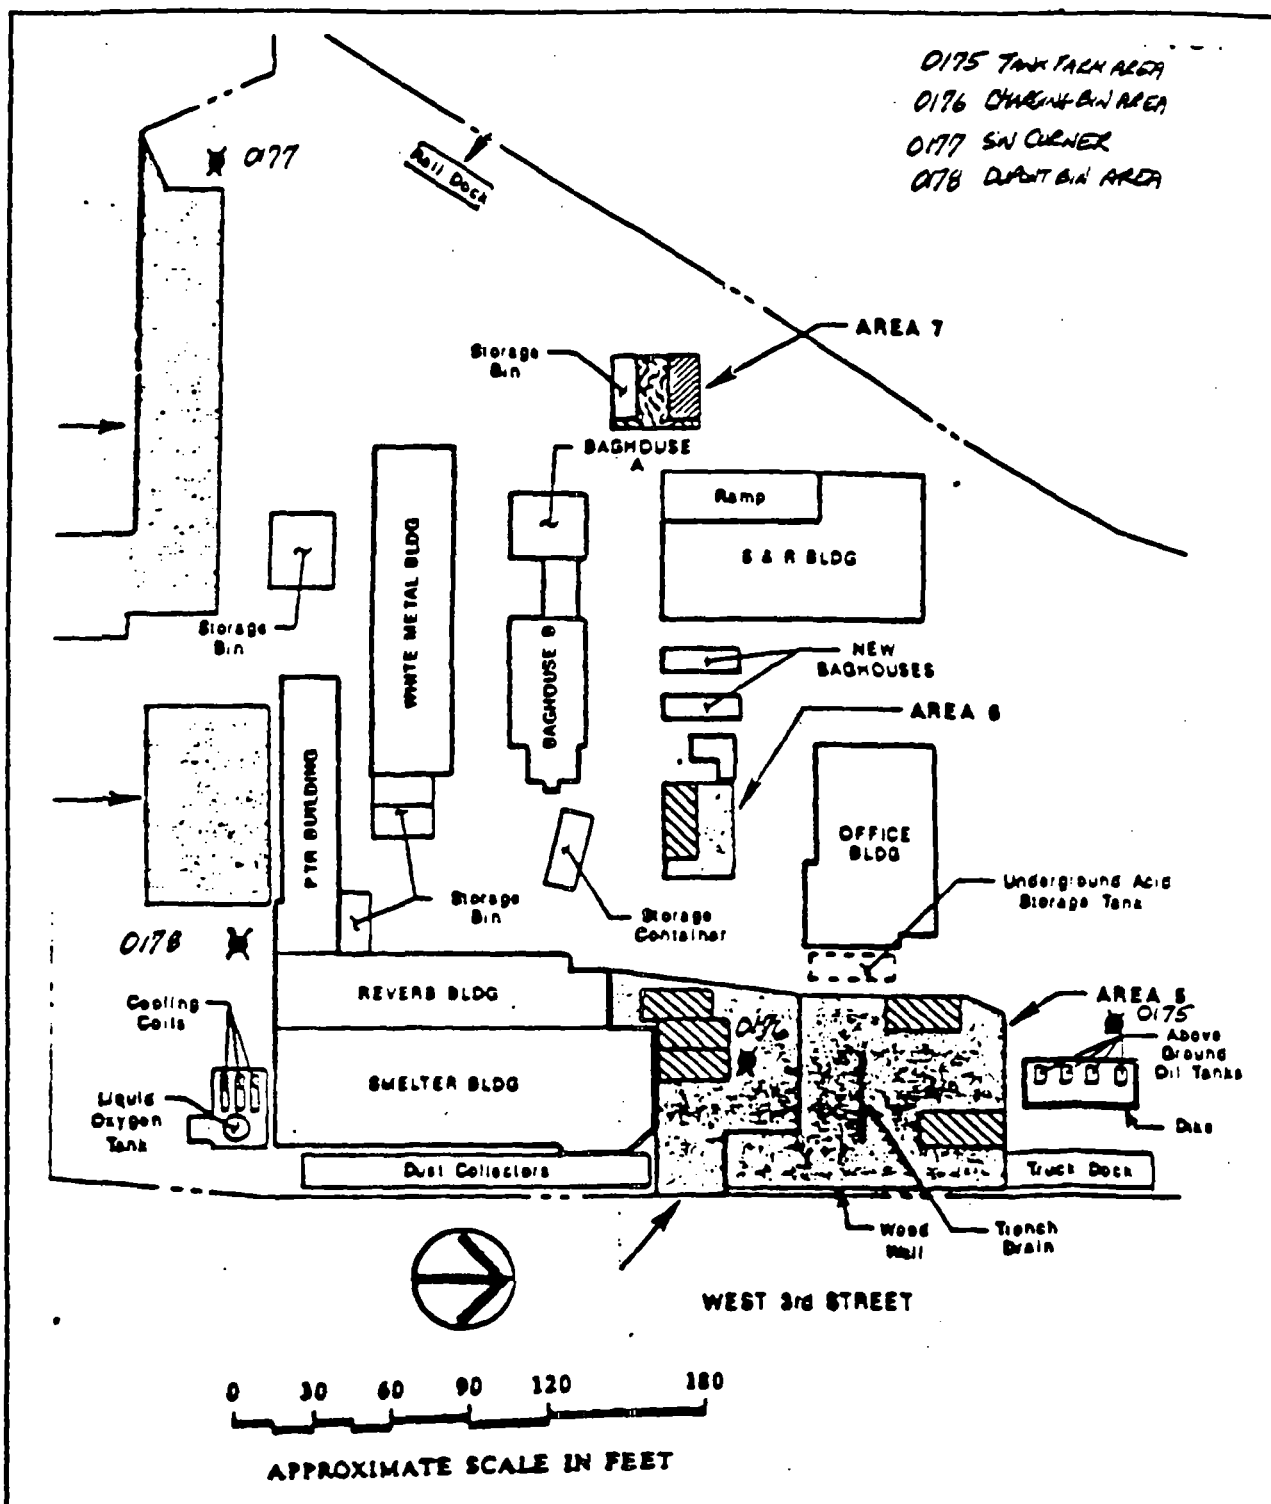 0175 TANK FARM AREA
0176 CHARGING BIN AREA
0177 SW CORNER
0178 DUPONT BIN AREA
0177
Rail Dock
AREA 7
Storage
Bin
BAGHOUSE
A
Ramp
S & R BLDG
WHITE METAL BLDG
Storage
Bin
BAGHOUSE B
NEW
BAGHOUSES
AREA 6
PTR BUILDING
OFFICE
BLDG
Underground Acid
Storage Tank
Storage
Bin
Storage
Container
0178
REVERB BLDG
Cooling
Coils
0176
AREA 5
0175
Above
Ground
Oil Tanks
SMELTER BLDG
Liquid
Oxygen
Tank
Dike
Dust Collectors
Truck Dock
Wood
Wall
Trench
Drain
WEST 3rd STREET
0 30 60 90 120 180
APPROXIMATE SCALE IN FEET